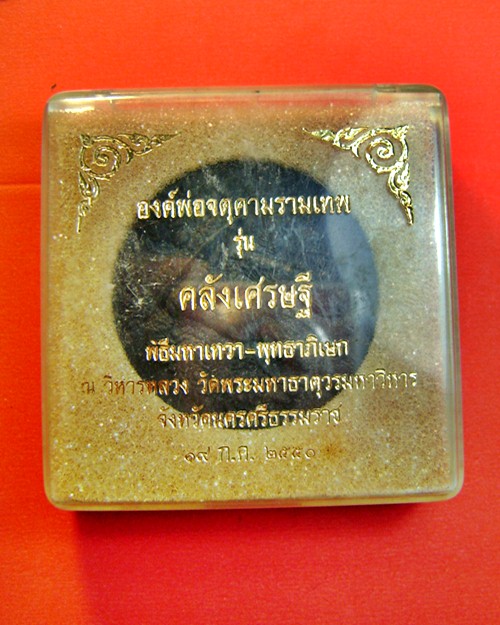 องค์พ่อจตุคามรามเทพ
รุ่น
คลังเศรษฐี
พิธีมหาเทวา-พุทธาภิเษก
ณ วิหารหลวง วัดพระมหาธาตุวรมหาวิหาร
จังหวัดนครศรีธรรมราช
๑๙ ก.ค. ๒๕๕๐